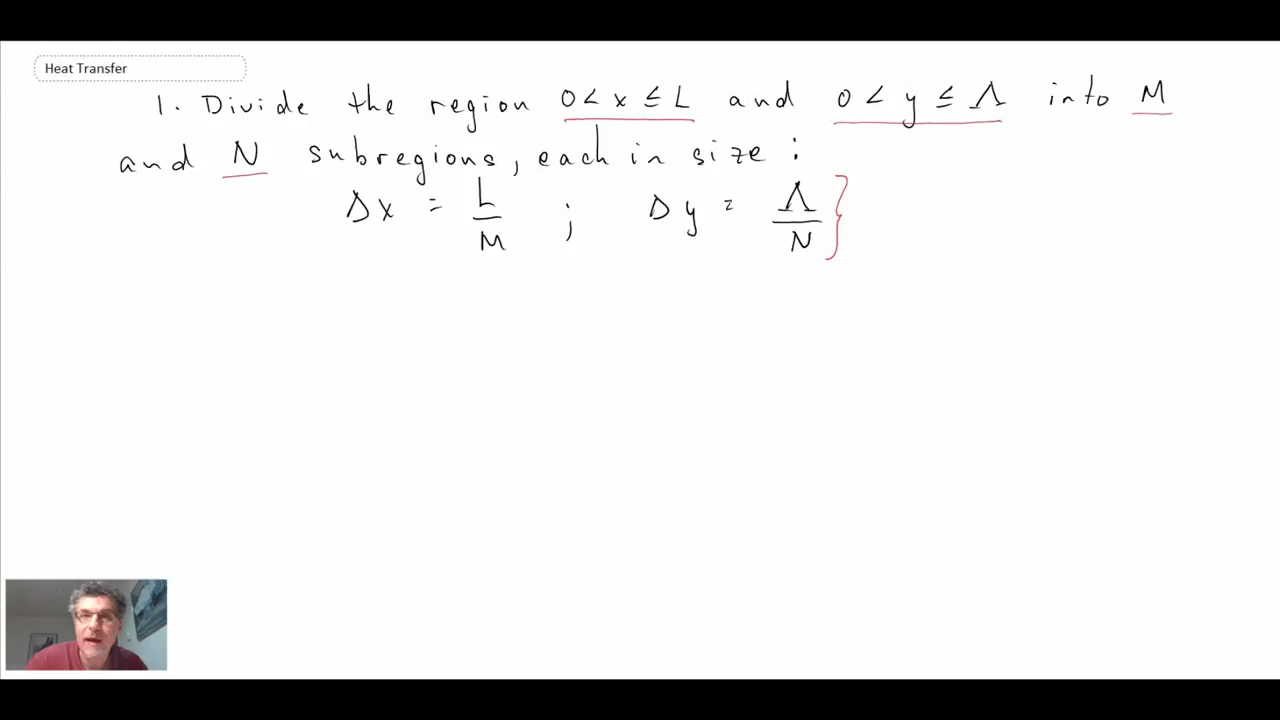 Heat Transfer
1. Divide the region 0 < x ≤ L and 0 < y ≤ Λ into M
and N subregions, each in size :
Δx = L/M ; Δy = Λ/N